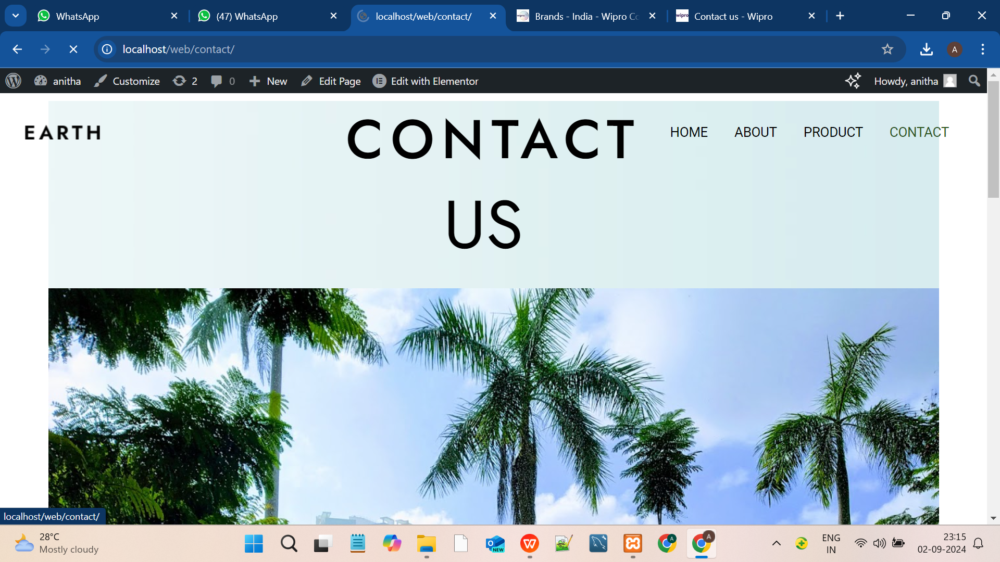 WhatsApp
(47) WhatsApp
localhost/web/contact/
Brands - India - Wipro Co
Contact us - Wipro
localhost/web/contact/
A
anitha
Customize
2
0
New
Edit Page
Edit with Elementor
Howdy, anitha
EARTH
CONTACT
US
HOME
ABOUT
PRODUCT
CONTACT
localhost/web/contact/
28°C
Mostly cloudy
NEW
A
A
ENG
IN
23:15
02-09-2024